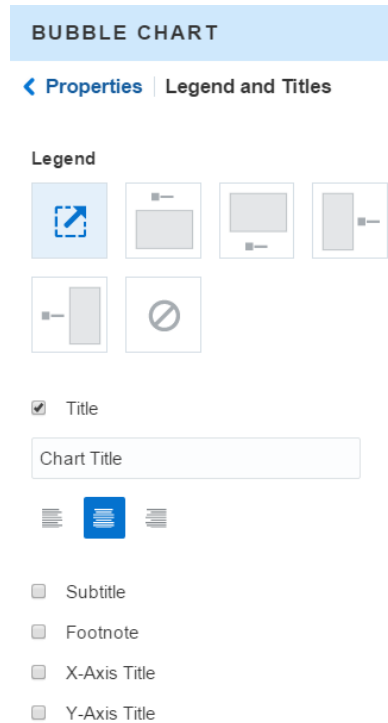 BUBBLE CHART
Properties Legend and Titles
Legend
Title
Chart Title
Subtitle
Footnote
X-Axis Title
Y-Axis Title